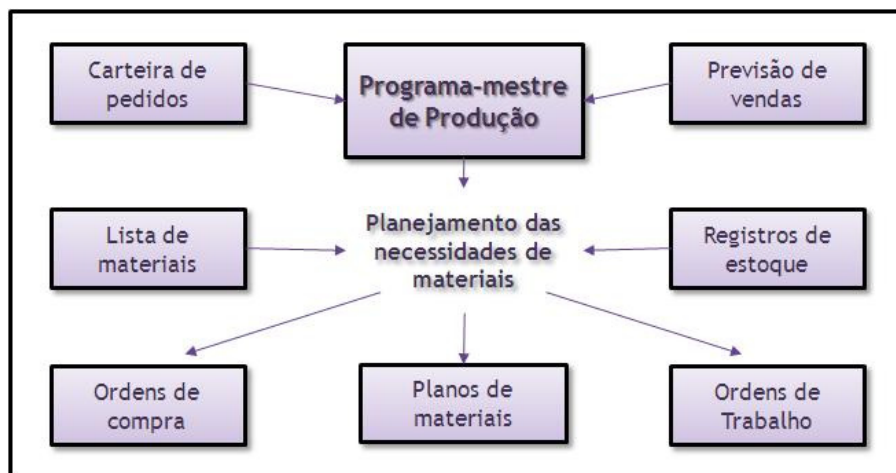 Carteira de
pedidos
Programa-mestre
de Produção
Previsão de
vendas
Lista de
materiais
Planejamento das
necessidades de
materiais
Registros de
estoque
Ordens de
compra
Planos de
materiais
Ordens de
Trabalho